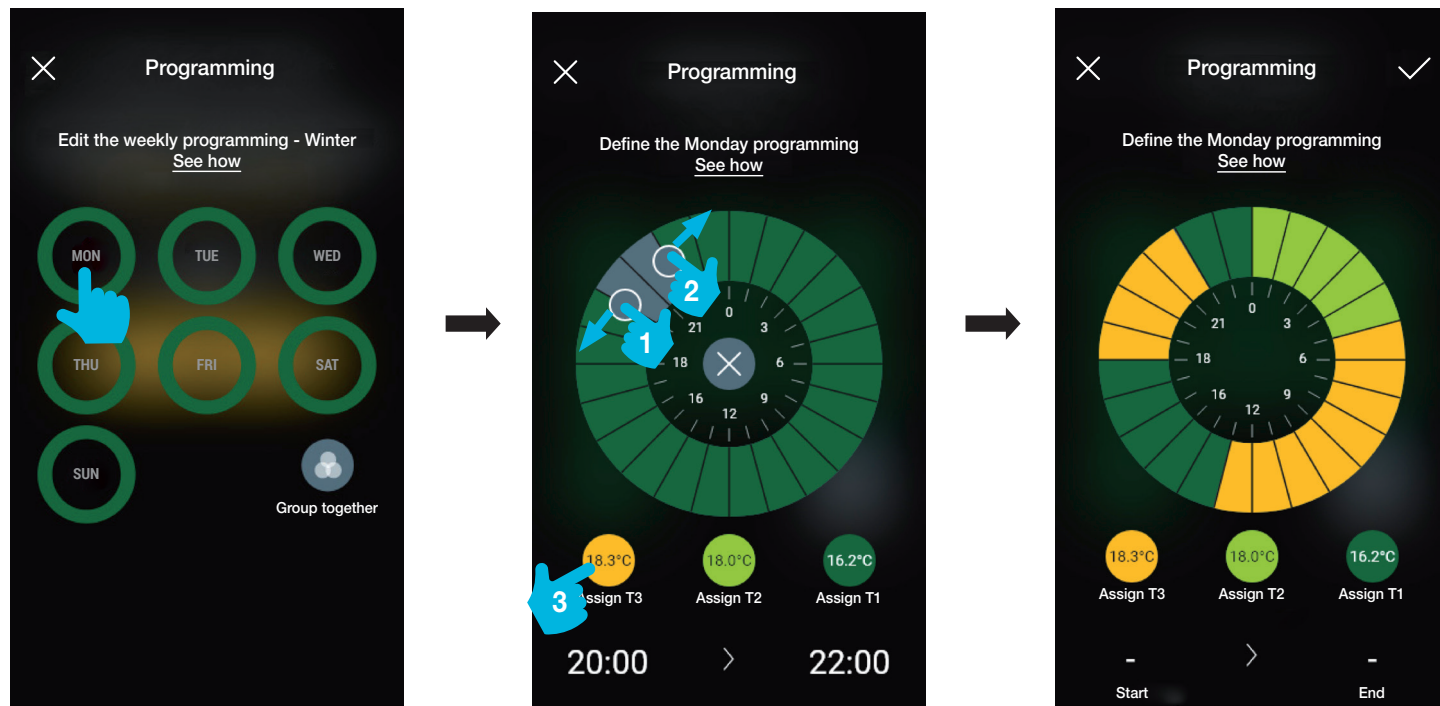 Programming
Edit the weekly programming - Winter
See how
MON
TUE
WED
THU
FRI
SAT
SUN
Group together
Programming
Define the Monday programming
See how
2
1
0
3
6
9
12
16
18
21
18.3°C
18.0°C
16.2°C
3
ssign T3
Assign T2
Assign T1
20:00
22:00
Programming
Define the Monday programming
See how
0
3
6
9
12
16
18
21
18.3°C
18.0°C
16.2°C
Assign T3
Assign T2
Assign T1
-
-
Start
End